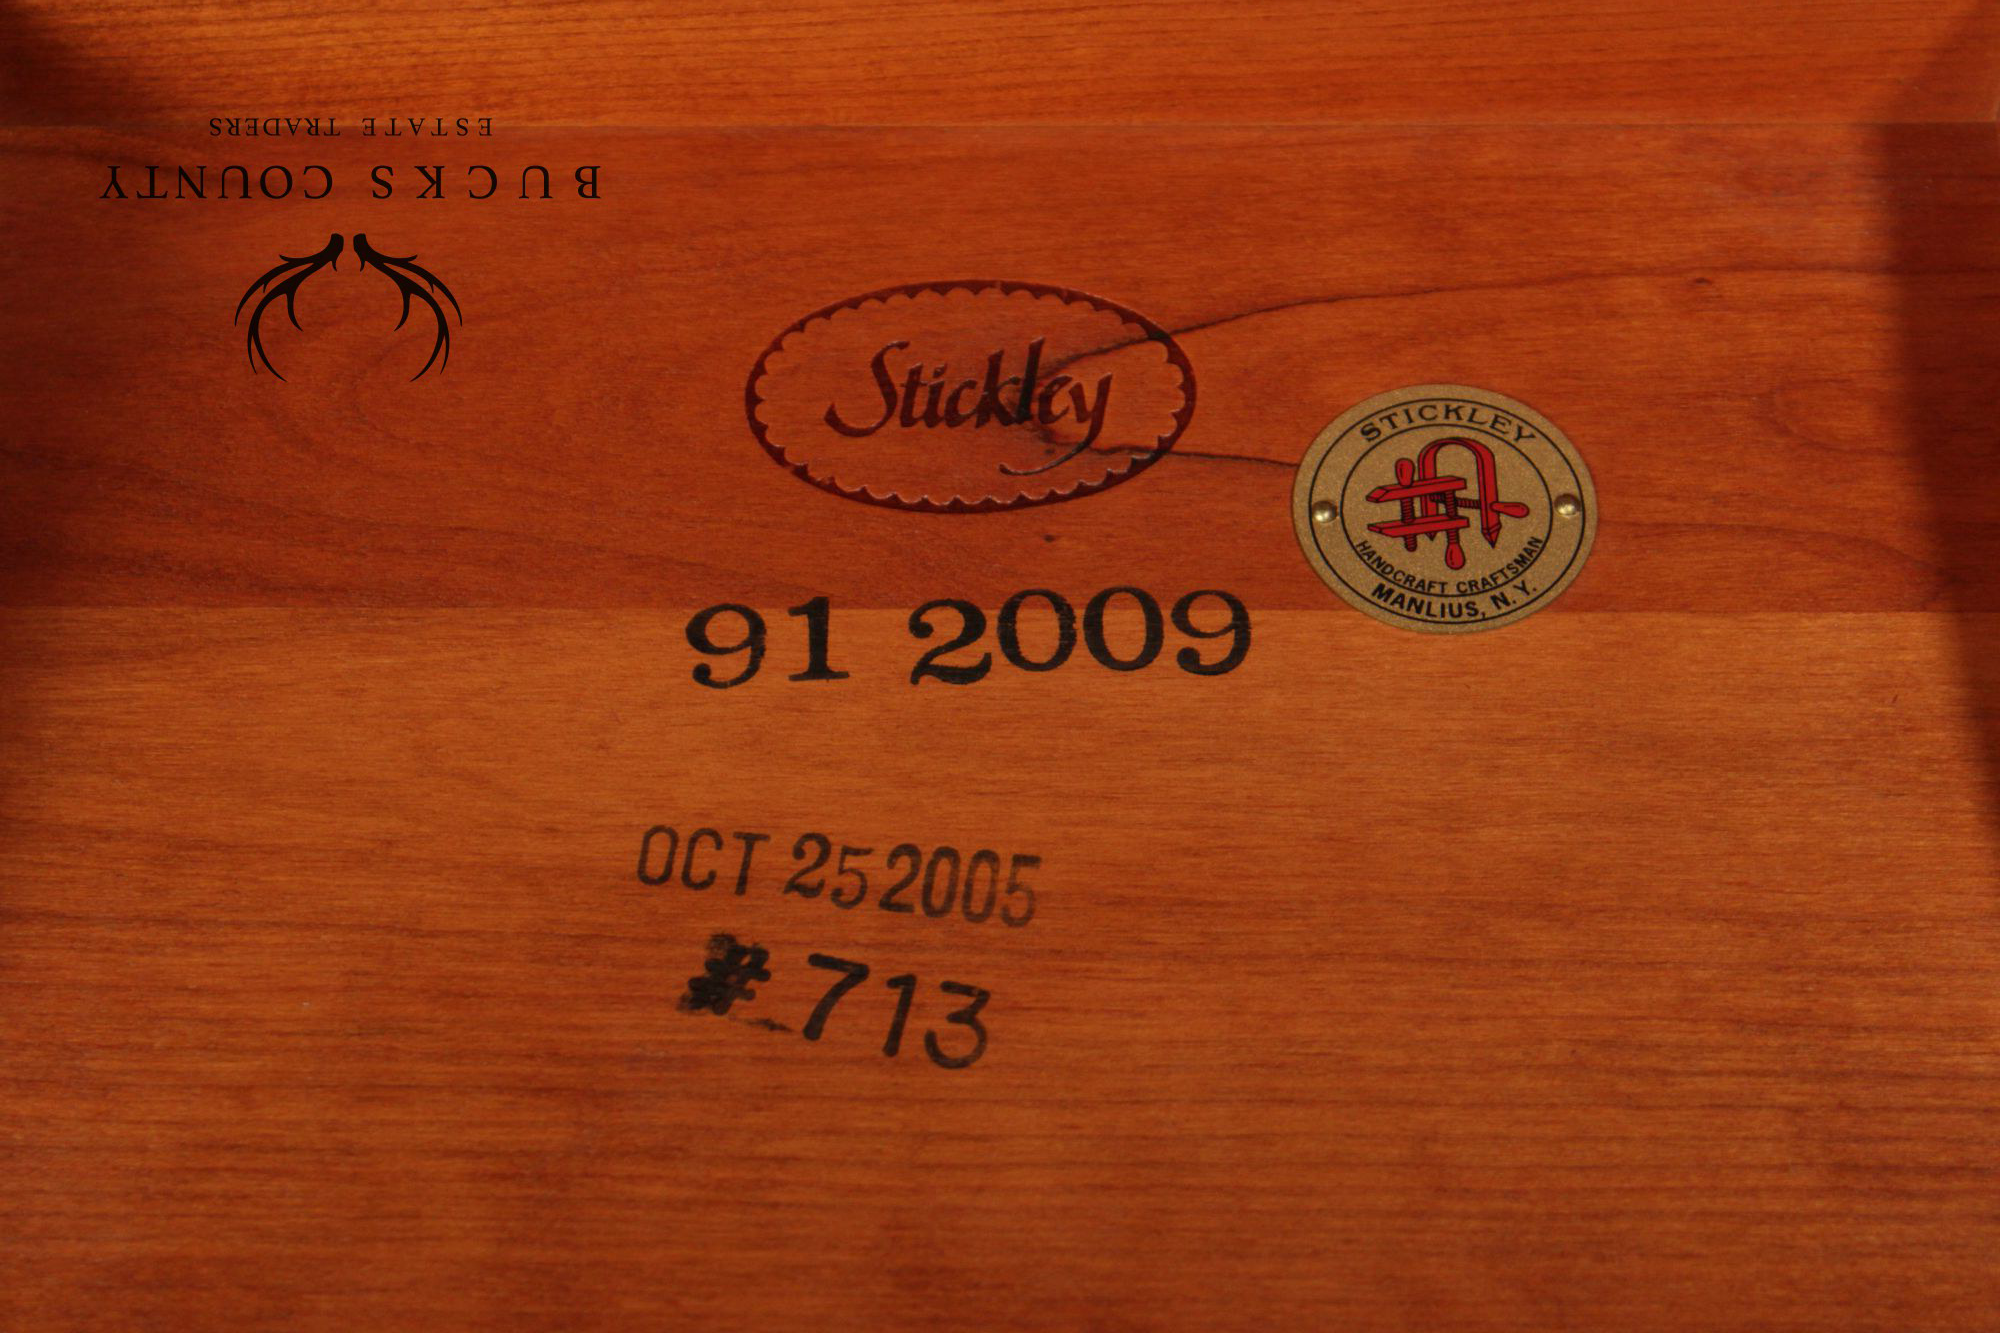 BUCKS COUNTY
ESTATE TRADERS
Stickley
STICKLEY
HANDCRAFT CRAFTSMAN
MANLIUS, N.Y.
91 2009
OCT 25 2005
# 713